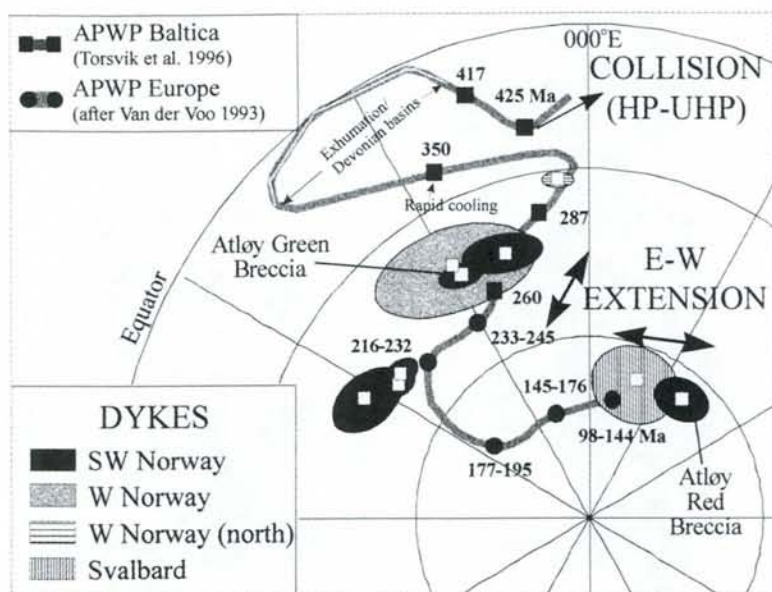 APWP Baltica
(Torsvik et al. 1996)
APWP Europe
(after Van der Voo 1993)
000°E
COLLISION
(HP-UHP)
417
425 Ma
Exhumation/
Devonian basins
350
Rapid cooling
287
Atløy Green
Breccia
E-W
EXTENSION
260
Equator
233-245
216-232
145-176
98-144 Ma
177-195
Atløy
Red
Breccia
DYKES
SW Norway
W Norway
W Norway (north)
Svalbard